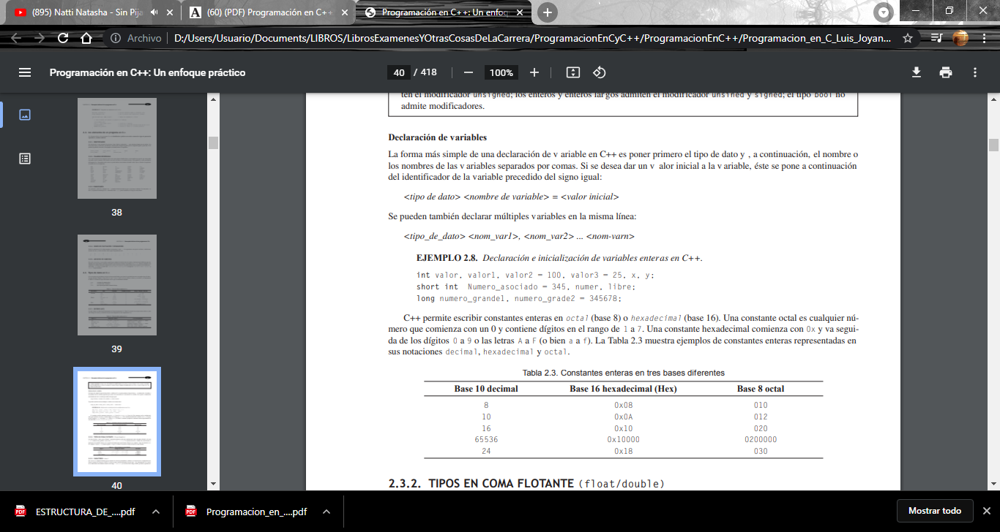 (895) Natti Natasha - Sin Pija
(60) (PDF) Programación en C++
Programación en C++: Un enfoq
Archivo
D:/Users/Usuario/Documents/LIBROS/LibrosExamenesYOtrasCosasDeLaCarrera/ProgramacionEnCyC++/ProgramacionEnC++/Programacion_en_C_Luis_Joyan...
Programación en C++: Un enfoque práctico
40 / 418
100%
38
39
40
ten el modificador unsigned; los enteros y enteros largos admiten el modificador unsined y signed; el tipo bool no
admite modificadores.
Declaración de variables
La forma más simple de una declaración de v ariable en C++ es poner primero el tipo de dato y , a continuación, el nombre o
los nombres de las v ariables separados por comas. Si se desea dar un v alor inicial a la v ariable, éste se pone a continuación
del identificador de la variable precedido del signo igual:
<tipo de dato> <nombre de variable> = <valor inicial>
Se pueden también declarar múltiples variables en la misma línea:
<tipo_de_dato> <nom_var1>, <nom_var2> ... <nom-varn>
EJEMPLO 2.8. Declaración e inicialización de variables enteras en C++.
int valor, valor1, valor2 = 100, valor3 = 25, x, y;
short int Numero_asociado = 345, numer, libre;
long numero_grande1, numero_grade2 = 345678;
C++ permite escribir constantes enteras en octal (base 8) o hexadecimal (base 16). Una constante octal es cualquier nú-
mero que comienza con un 0 y contiene dígitos en el rango de 1 a 7. Una constante hexadecimal comienza con 0x y va segui-
da de los dígitos 0 a 9 o las letras A a F (o bien a a f). La Tabla 2.3 muestra ejemplos de constantes enteras representadas en
sus notaciones decimal, hexadecimal y octal.
Tabla 2.3. Constantes enteras en tres bases diferentes
Base 10 decimal Base 16 hexadecimal (Hex) Base 8 octal
8 0x08 010
10 0x0A 012
16 0x10 020
65536 0x10000 0200000
24 0x18 030
2.3.2. TIPOS EN COMA FLOTANTE (float/double)
ESTRUCTURA_DE_....pdf
Programacion_en_....pdf
Mostrar todo